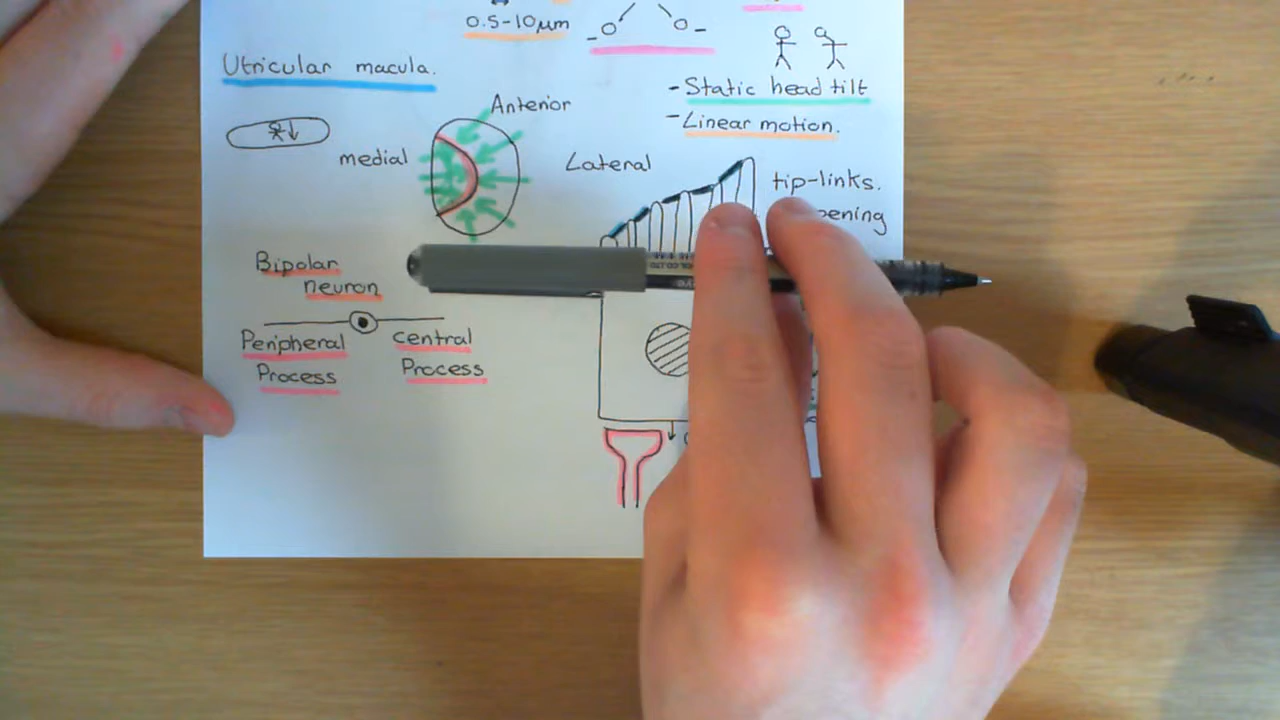 0.5-10μm
Utricular macula.
Anterior
medial
Lateral
- Static head tilt
- Linear motion.
tip-links.
Bipolar
neuron
Peripheral
Process
central
Process